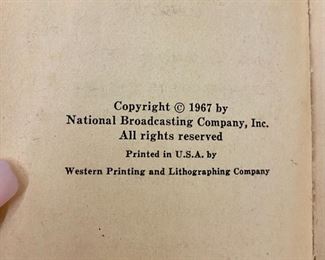 Copyright © 1967 by
National Broadcasting Company, Inc.
All rights reserved
Printed in U.S.A. by
Western Printing and Lithographing Company